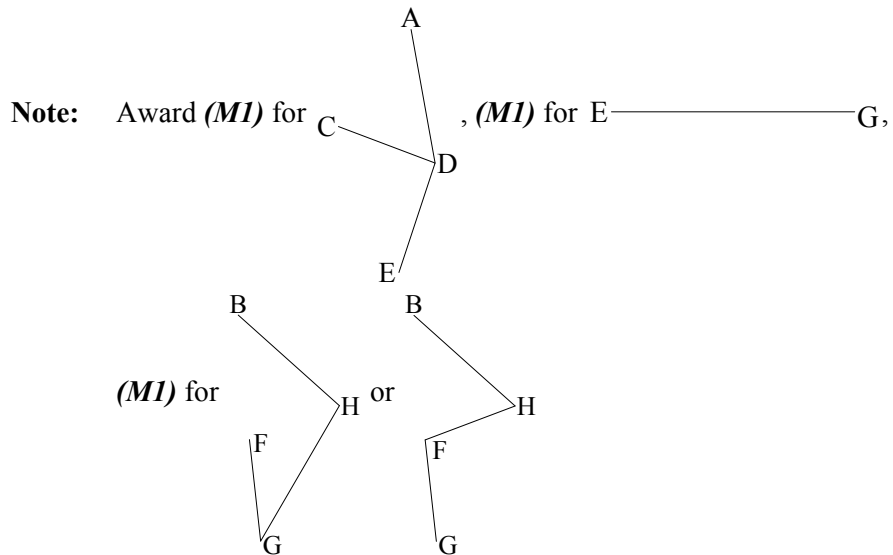 A
Note: Award (M1) for C D E , (M1) for E G,
B B
(M1) for F H G or F H G